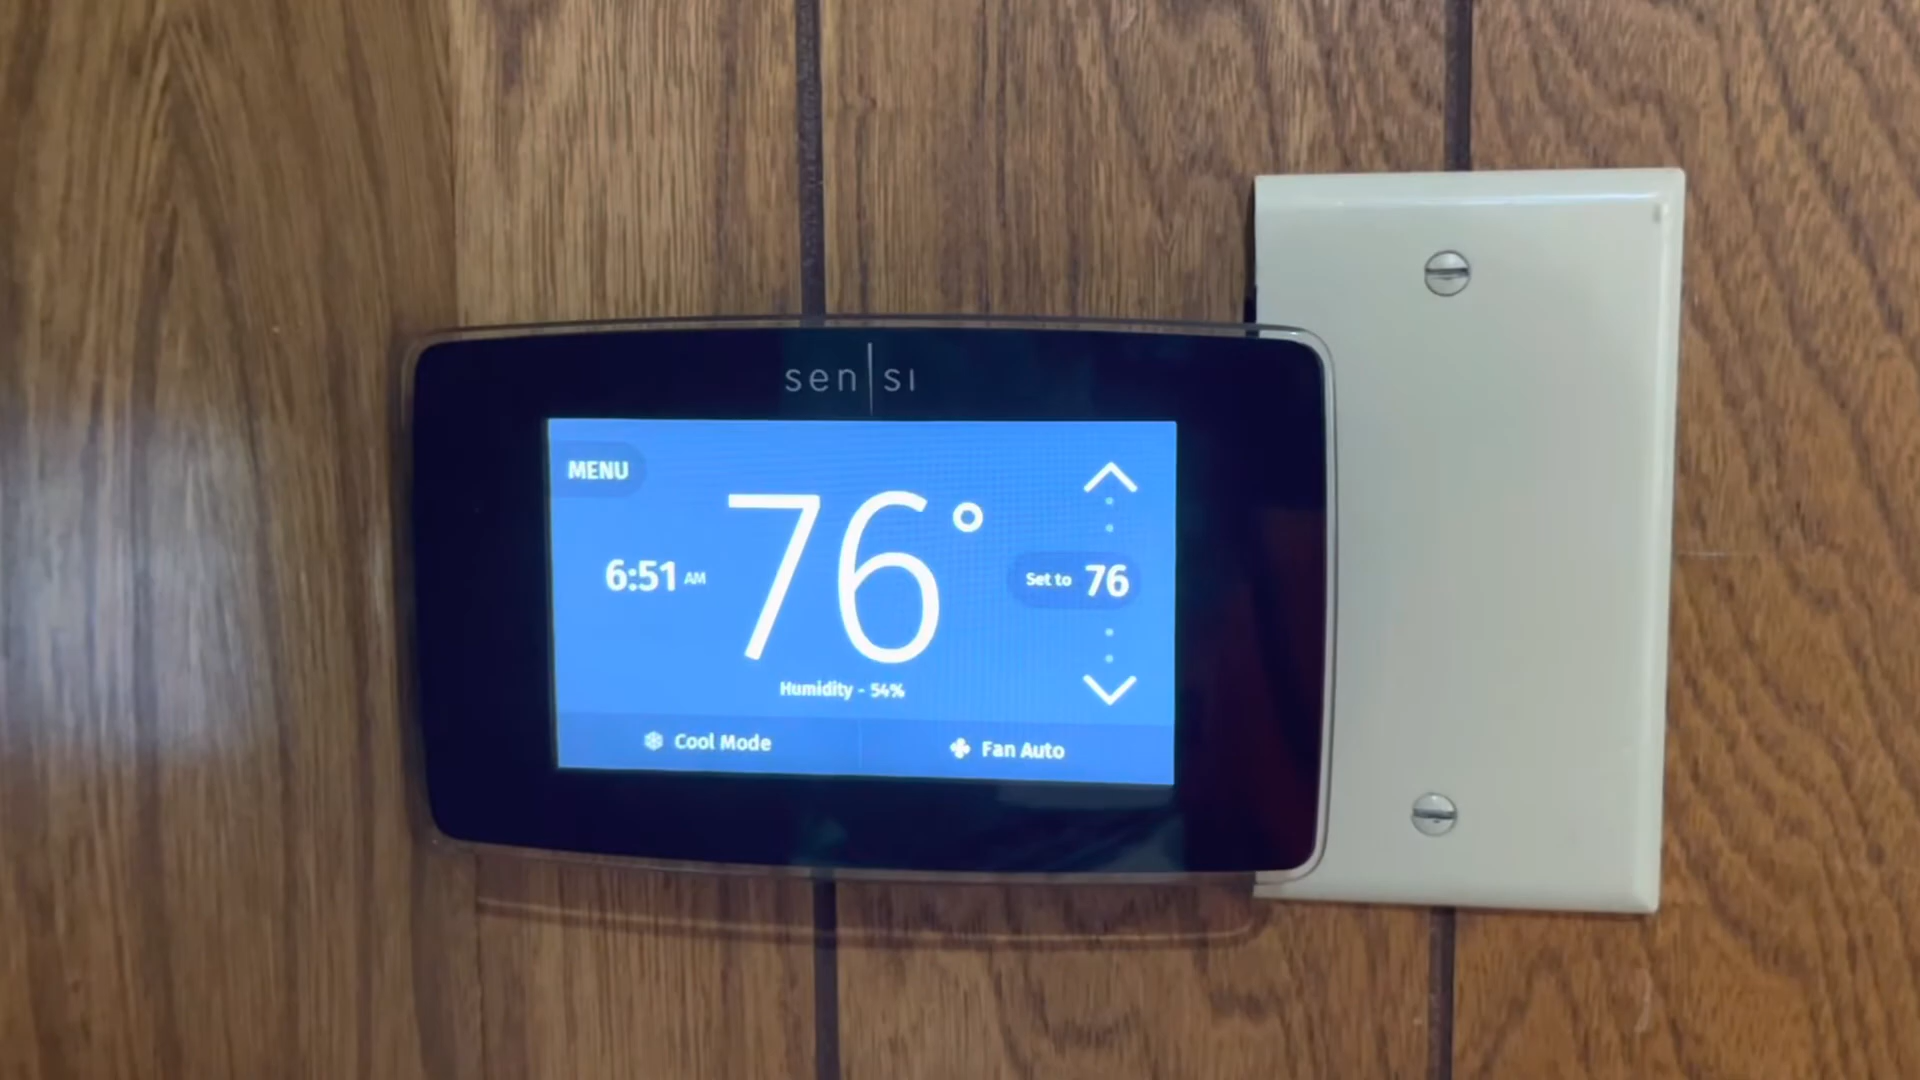 sensi
MENU
76°
6:51 AM
Set to 76
Humidity - 54%
Cool Mode
Fan Auto